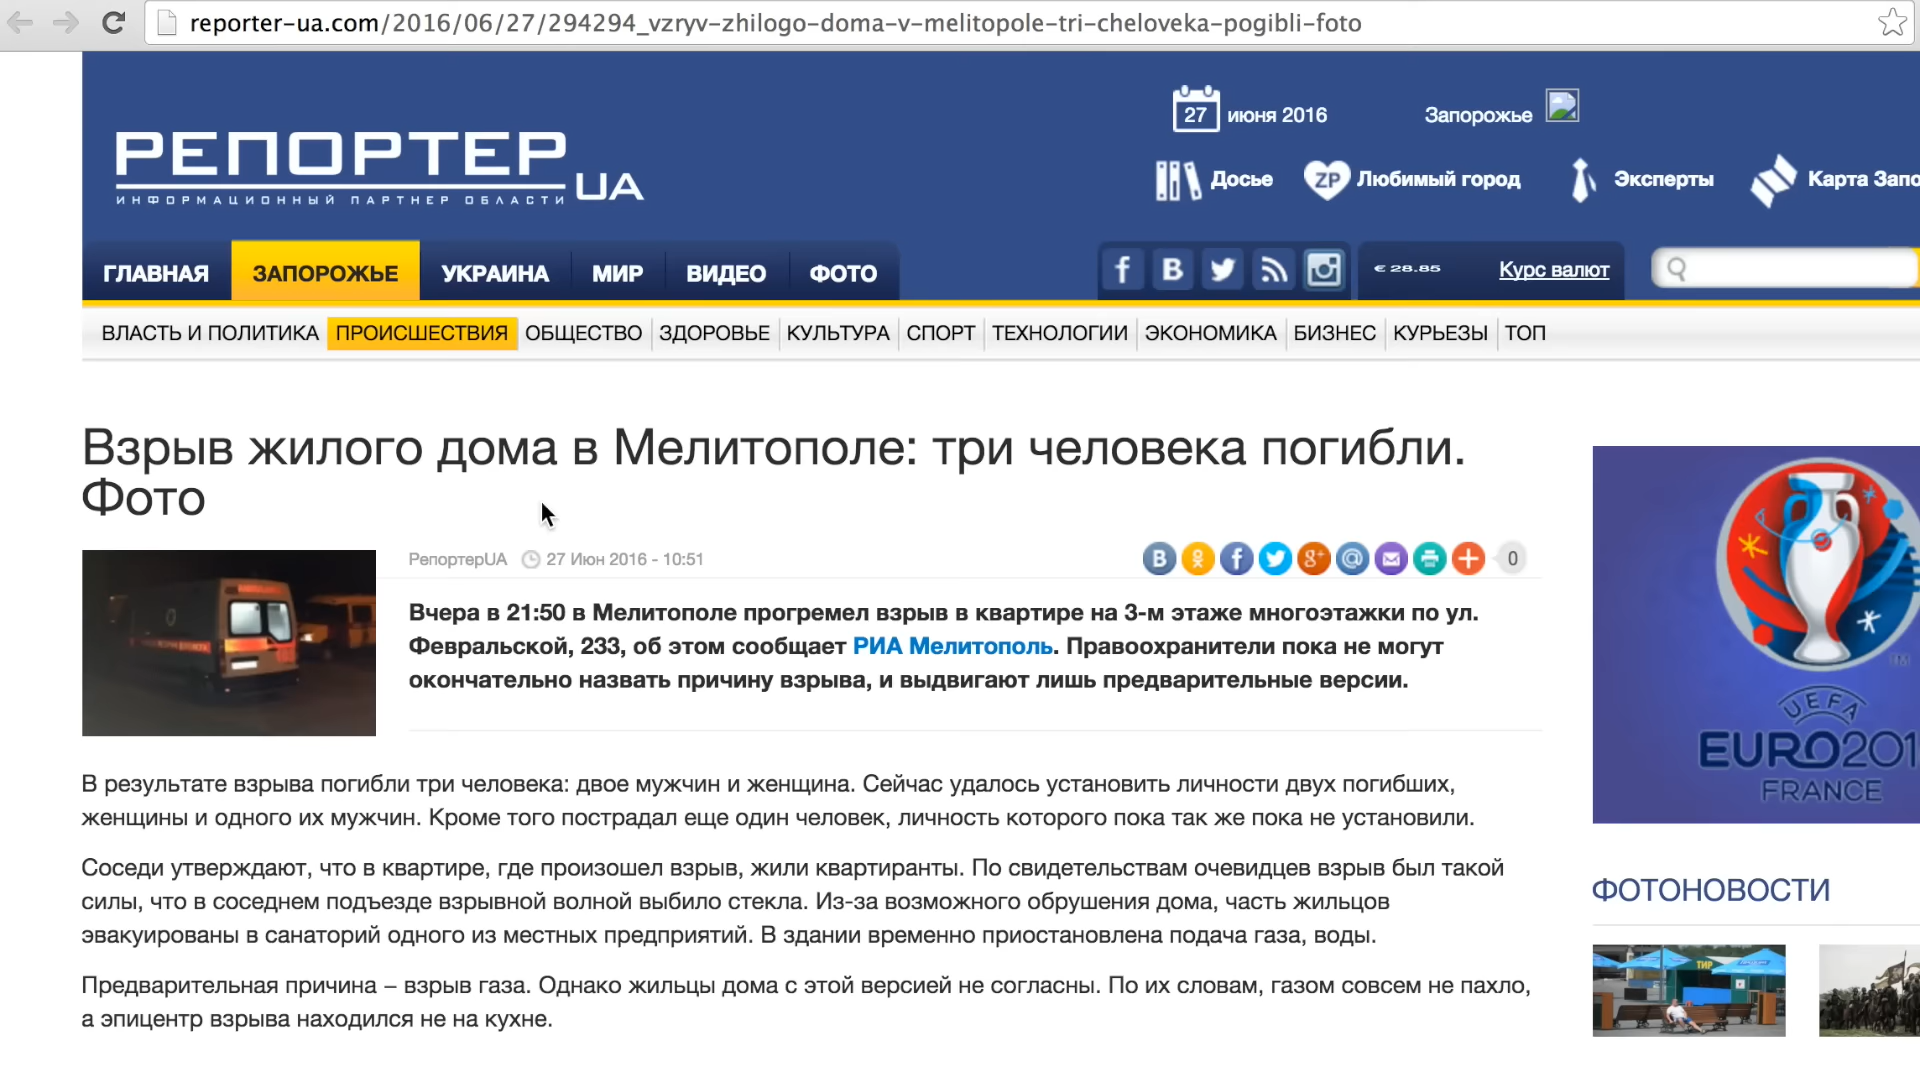 reporter-ua.com/2016/06/27/294294_vzryv-zhilogo-doma-v-melitopole-tri-cheloveka-pogibli-foto
27 июня 2016
Запорожье
РЕПОРТЕР UA
ИНФОРМАЦИОННЫЙ ПАРТНЕР ОБЛАСТИ
Досье ZP Любимый город Эксперты Карта Запо
ГЛАВНАЯ ЗАПОРОЖЬЕ УКРАИНА МИР ВИДЕО ФОТО
€ 28.85 Курс валют
ВЛАСТЬ И ПОЛИТИКА ПРОИСШЕСТВИЯ ОБЩЕСТВО ЗДОРОВЬЕ КУЛЬТУРА СПОРТ ТЕХНОЛОГИИ ЭКОНОМИКА БИЗНЕС КУРЬЕЗЫ ТОП
Взрыв жилого дома в Мелитополе: три человека погибли.
Фото
РепортерUA 27 Июн 2016 - 10:51
0
Вчера в 21:50 в Мелитополе прогремел взрыв в квартире на 3-м этаже многоэтажки по ул.
Февральской, 233, об этом сообщает РИА Мелитополь. Правоохранители пока не могут
окончательно назвать причину взрыва, и выдвигают лишь предварительные версии.
В результате взрыва погибли три человека: двое мужчин и женщина. Сейчас удалось установить личности двух погибших,
женщины и одного их мужчин. Кроме того пострадал еще один человек, личность которого пока так же пока не установили.
Соседи утверждают, что в квартире, где произошел взрыв, жили квартиранты. По свидетельствам очевидцев взрыв был такой
силы, что в соседнем подъезде взрывной волной выбило стекла. Из-за возможного обрушения дома, часть жильцов
эвакуированы в санаторий одного из местных предприятий. В здании временно приостановлена подача газа, воды.
Предварительная причина – взрыв газа. Однако жильцы дома с этой версией не согласны. По их словам, газом совсем не пахло,
а эпицентр взрыва находился не на кухне.
TM
UEFA
EURO201
FRANCE
ФОТОНОВОСТИ
ТИР